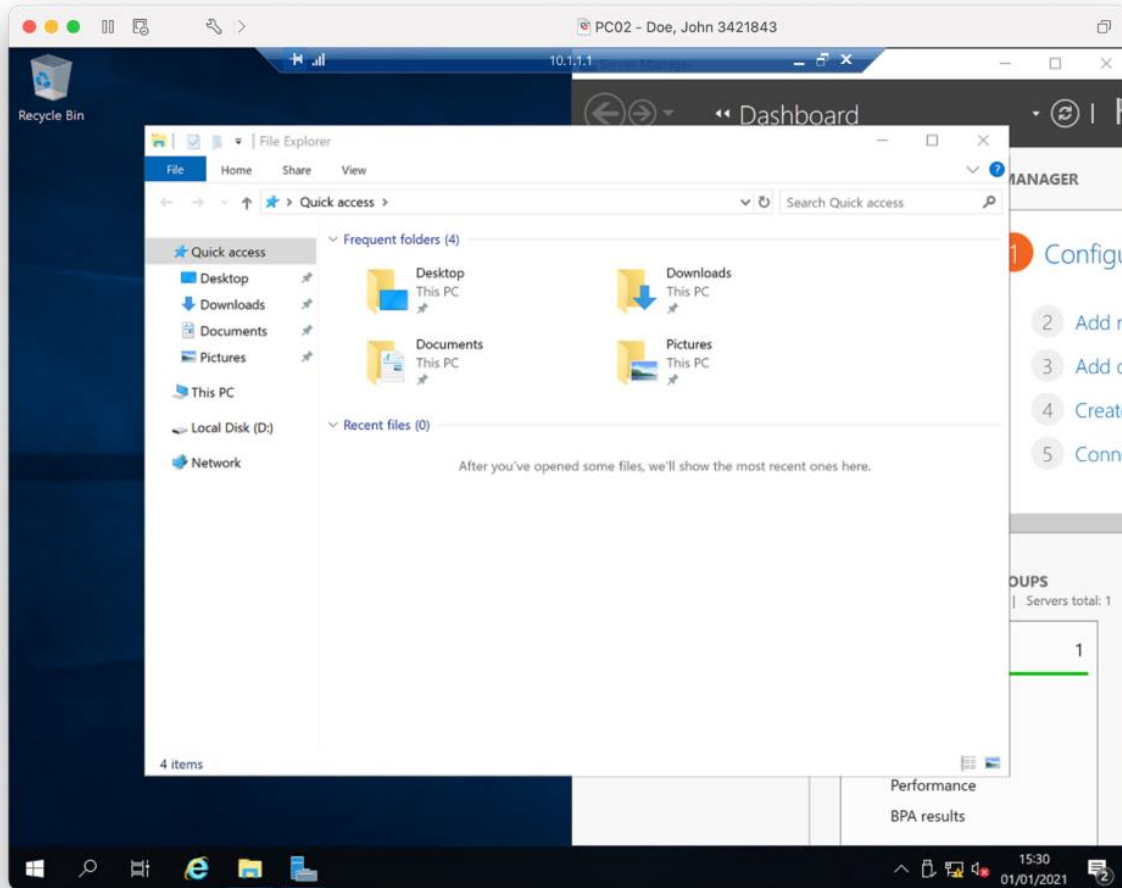 PC02 - Doe, John 3421843
10.1.1.1
Recycle Bin
Dashboard
File Explorer
File Home Share View
MANAGER
Quick access
Search Quick access
1 Configu
Quick access
Desktop
Downloads
Documents
Pictures
This PC
Local Disk (D:)
Network
Frequent folders (4)
Desktop
This PC
Downloads
This PC
Documents
This PC
Pictures
This PC
Recent files (0)
After you've opened some files, we'll show the most recent ones here.
2 Add r
3 Add o
4 Creat
5 Conn
OUPS
| Servers total: 1
1
4 items
Performance
BPA results
15:30
01/01/2021
2